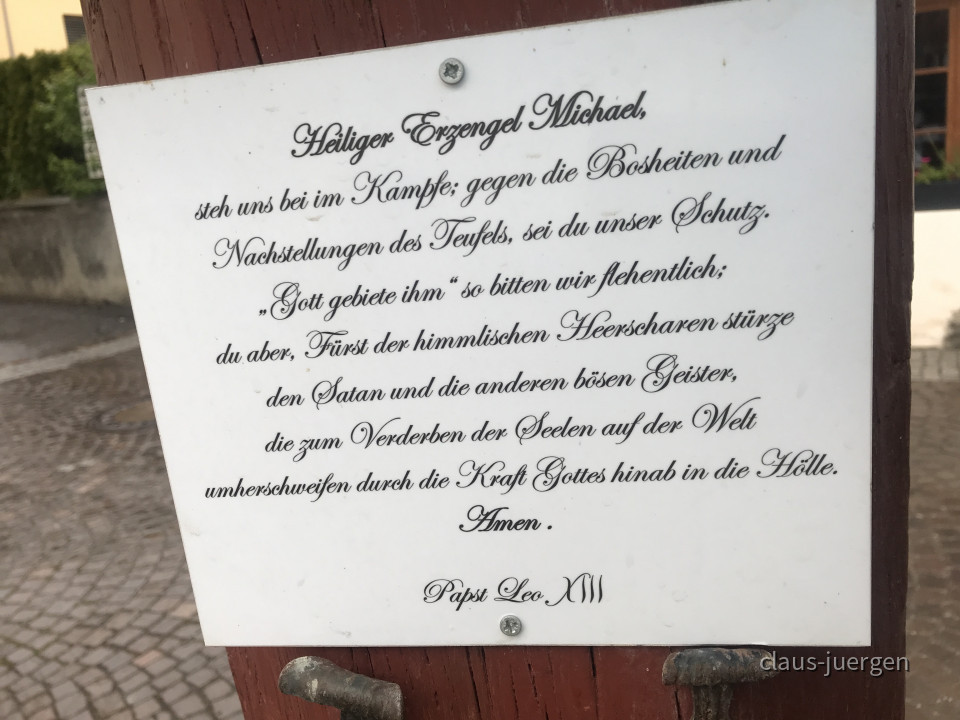 Heiliger Erzengel Michael,
steh uns bei im Kampfe; gegen die Bosheiten und
Nachstellungen des Teufels, sei du unser Schutz.
„Gott gebiete ihm“ so bitten wir flehentlich;
du aber, Fürst der himmlischen Heerscharen stürze
den Satan und die anderen bösen Geister,
die zum Verderben der Seelen auf der Welt
umherschweifen durch die Kraft Gottes hinab in die Hölle.
Amen .
Papst Leo XIII
claus-juergen